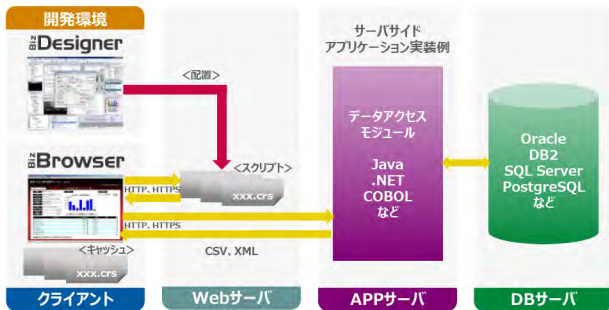 開発環境
Biz Designer
<配置>
サーバサイド
アプリケーション実装例
データアクセス
モジュール
Java
.NET
COBOL
など
Oracle
DB2
SQL Server
PostgreSQL
など
Biz Browser
<スクリプト>
HTTP、HTTPS
xxx.crs
HTTP、HTTPS
<キャッシュ>
CSV、XML
xxx.crs
クライアント
Webサーバ
APPサーバ
DBサーバ